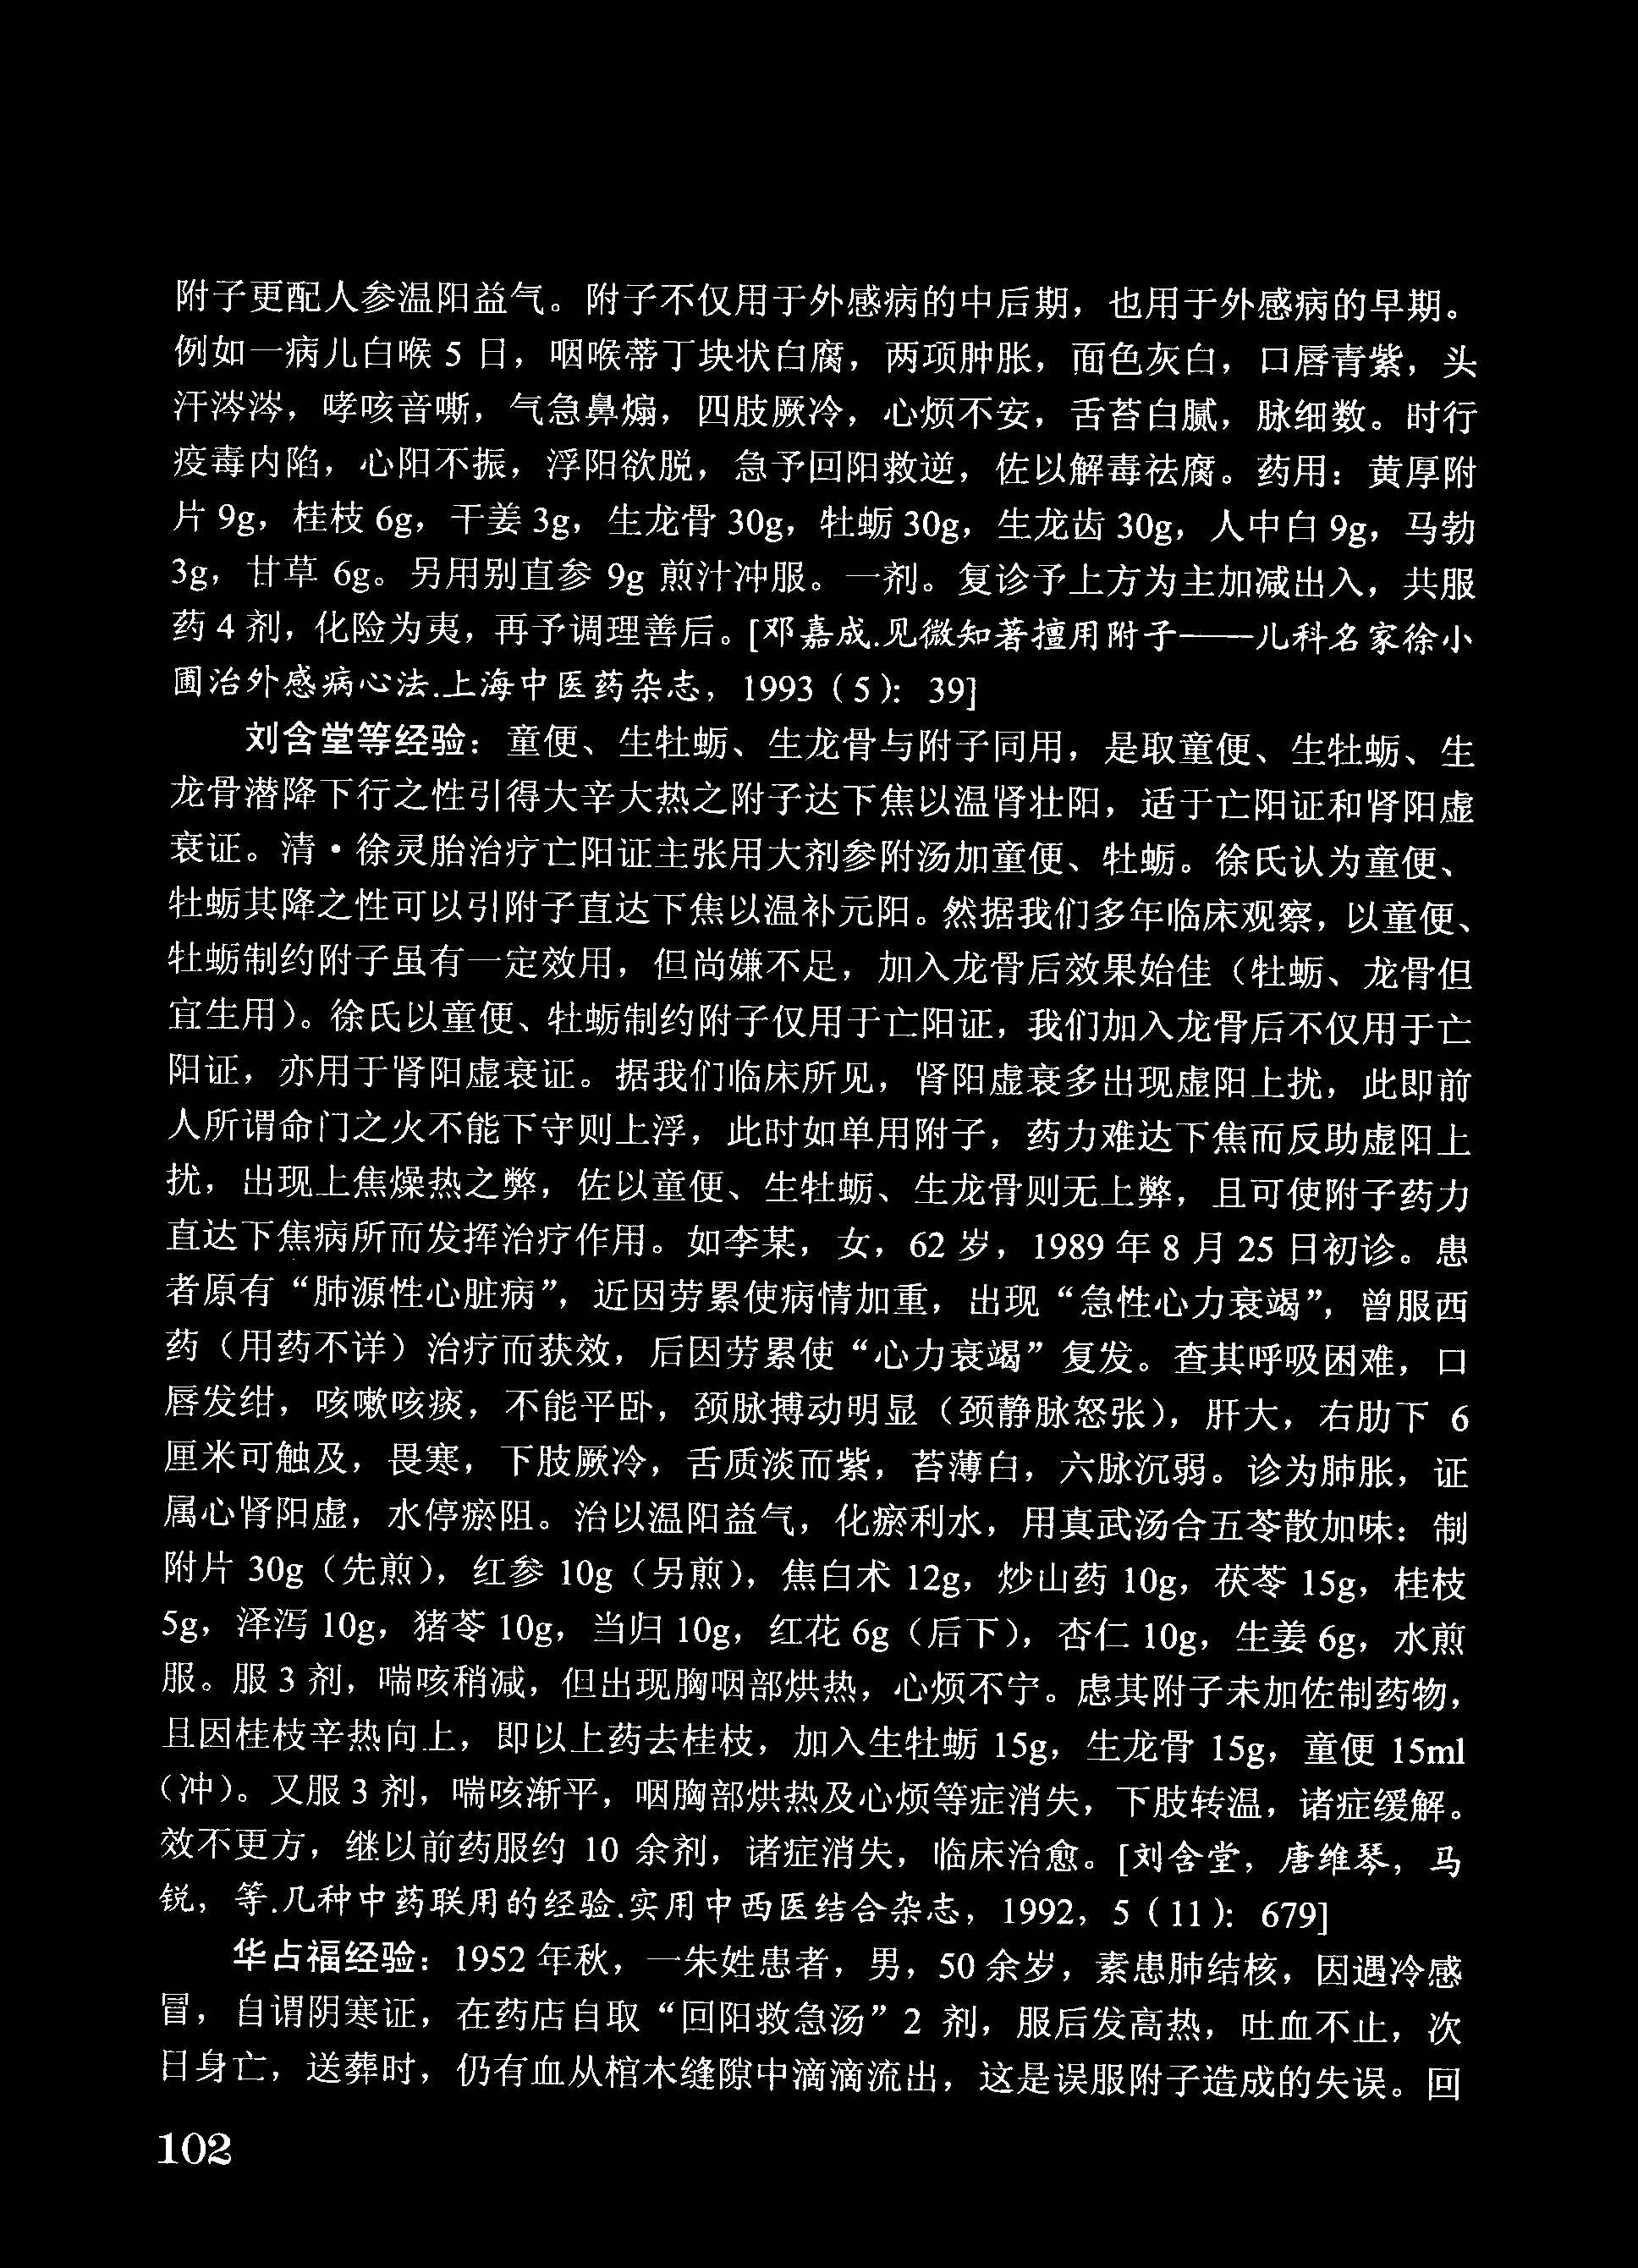 附子更配人参温阳益气。附子不仅用于外感病的中后期，也用于外感病的早期。
例如一病儿白喉 5 日，咽喉蒂丁块状白腐，两项肿胀，面色灰白，口唇青紫，头
汗涔涔，哮咳音嘶，气急鼻煽，四肢厥冷，心烦不安，舌苔白腻，脉细数。时行
疫毒内陷，心阳不振，浮阳欲脱，急予回阳救逆，佐以解毒祛腐。药用：黄厚附
片 9g，桂枝 6g，干姜 3g，生龙骨 30g，牡蛎 30g，生龙齿 30g，人中白 9g，马勃
3g，甘草 6g。另用别直参 9g 煎汁冲服。一剂。复诊予上方为主加减出入，共服
药 4 剂，化险为夷，再予调理善后。[邓嘉成.见微知著擅用附子——儿科名家徐小
圃治外感病心法.上海中医药杂志，1993（5）：39]
刘含堂等经验：童便、生牡蛎、生龙骨与附子同用，是取童便、生牡蛎、生
龙骨潜降下行之性引得大辛大热之附子达下焦以温肾壮阳，适于亡阳证和肾阳虚
衰证。清·徐灵胎治疗亡阳证主张用大剂参附汤加童便、牡蛎。徐氏认为童便、
牡蛎其降之性可以引附子直达下焦以温补元阳。然据我们多年临床观察，以童便、
牡蛎制约附子虽有一定效用，但尚嫌不足，加入龙骨后效果始佳（牡蛎、龙骨但
宜生用）。徐氏以童便、牡蛎制约附子仅用于亡阳证，我们加入龙骨后不仅用于亡
阳证，亦用于肾阳虚衰证。据我们临床所见，肾阳虚衰多出现虚阳上扰，此即前
人所谓命门之火不能下守则上浮，此时如单用附子，药力难达下焦而反助虚阳上
扰，出现上焦燥热之弊，佐以童便、生牡蛎、生龙骨则无上弊，且可使附子药力
直达下焦病所而发挥治疗作用。如李某，女，62 岁，1989 年 8 月 25 日初诊。患
者原有“肺源性心脏病”，近因劳累使病情加重，出现“急性心力衰竭”，曾服西
药（用药不详）治疗而获效，后因劳累使“心力衰竭”复发。查其呼吸困难，口
唇发绀，咳嗽咳痰，不能平卧，颈脉搏动明显（颈静脉怒张），肝大，右肋下 6
厘米可触及，畏寒，下肢厥冷，舌质淡而紫，苔薄白，六脉沉弱。诊为肺胀，证
属心肾阳虚，水停瘀阻。治以温阳益气，化瘀利水，用真武汤合五苓散加味：制
附片 30g（先煎），红参 10g（另煎），焦白术 12g，炒山药 10g，茯苓 15g，桂枝
5g，泽泻 10g，猪苓 10g，当归 10g，红花 6g（后下），杏仁 10g，生姜 6g，水煎
服。服 3 剂，喘咳稍减，但出现胸咽部烘热，心烦不宁。虑其附子未加佐制药物，
且因桂枝辛热向上，即以上药去桂枝，加入生牡蛎 15g，生龙骨 15g，童便 15ml
（冲）。又服 3 剂，喘咳渐平，咽胸部烘热及心烦等症消失，下肢转温，诸症缓解。
效不更方，继以前药服约 10 余剂，诸症消失，临床治愈。[刘含堂，唐维琴，马
锐，等.几种中药联用的经验.实用中西医结合杂志，1992，5（11）：679]
华占福经验：1952 年秋，一朱姓患者，男，50 余岁，素患肺结核，因遇冷感
冒，自谓阴寒证，在药店自取“回阳救急汤”2 剂，服后发高热，吐血不止，次
日身亡，送葬时，仍有血从棺木缝隙中滴滴流出，这是误服附子造成的失误。回
102